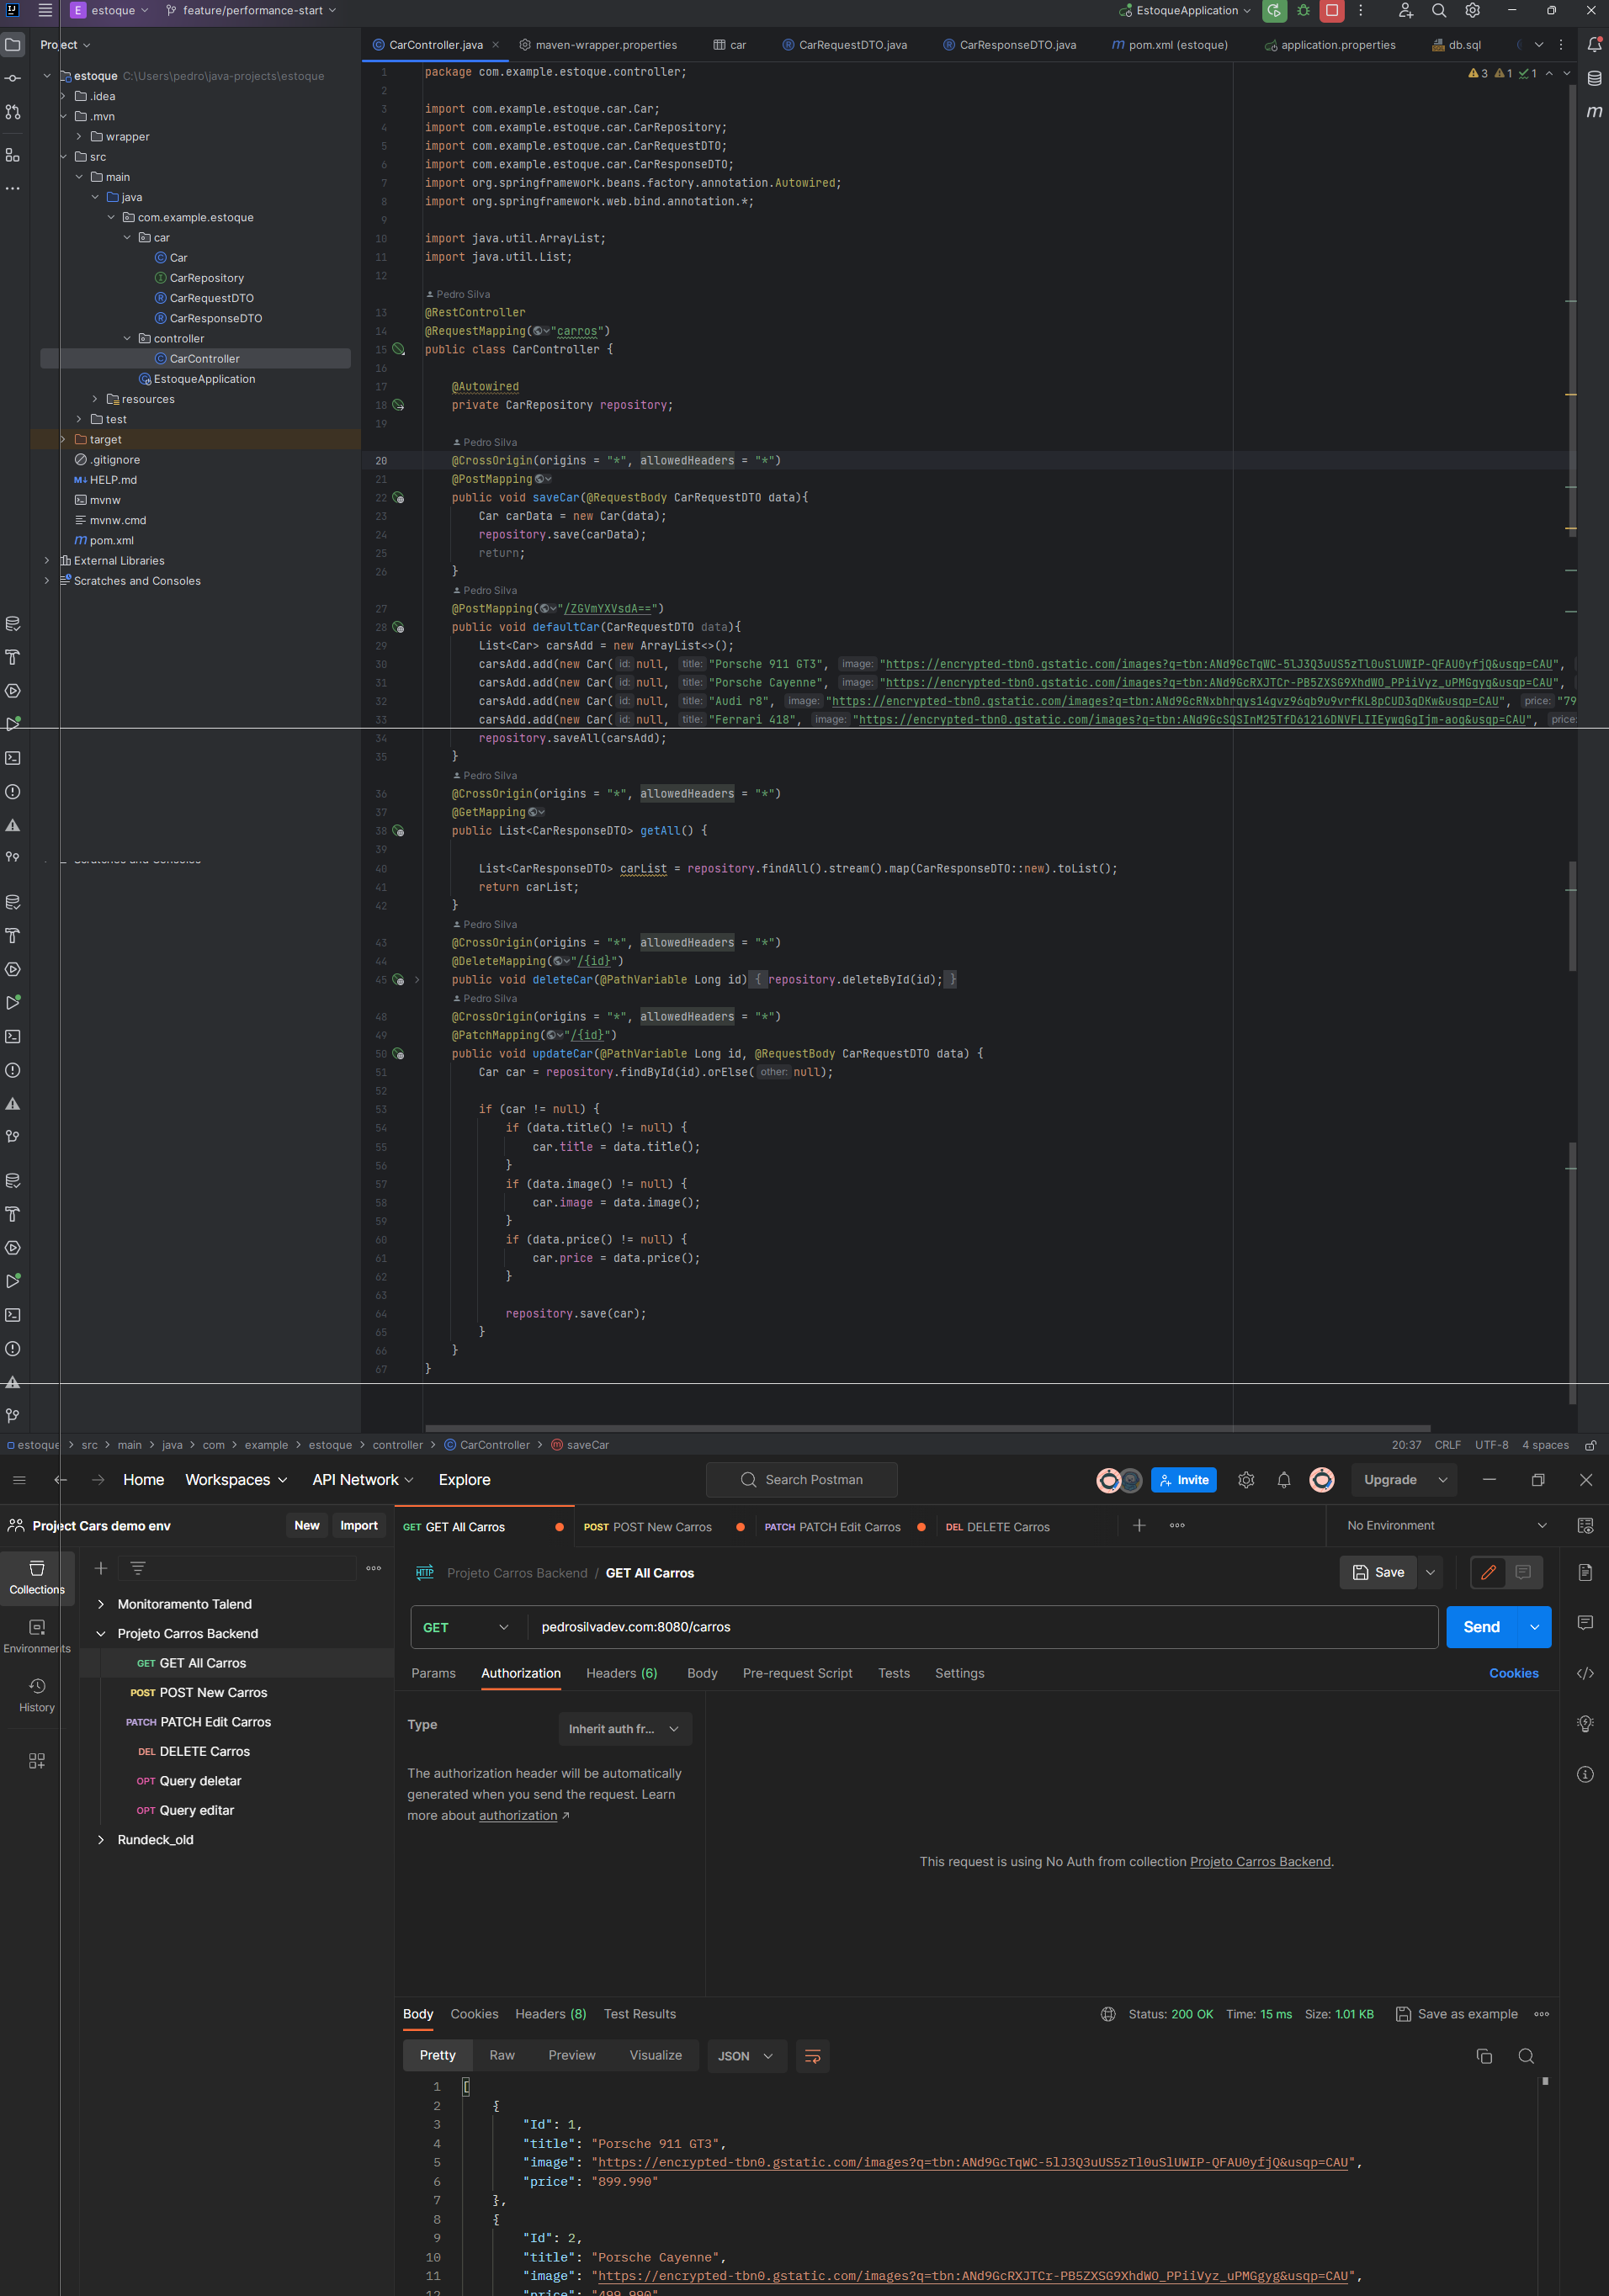 E estoque feature/performance-start EstoqueApplication
Project
CarController.java maven-wrapper.properties car CarRequestDTO.java CarResponseDTO.java pom.xml (estoque) application.properties db.sql
estoque C:\Users\pedro\java-projects\estoque
.idea
.mvn
wrapper
src
main
java
com.example.estoque
car
Car
CarRepository
CarRequestDTO
CarResponseDTO
controller
CarController
EstoqueApplication
resources
test
target
.gitignore
HELP.md
mvnw
mvnw.cmd
pom.xml
External Libraries
Scratches and Consoles
3 1 1
1 package com.example.estoque.controller;
2
3 import com.example.estoque.car.Car;
4 import com.example.estoque.car.CarRepository;
5 import com.example.estoque.car.CarRequestDTO;
6 import com.example.estoque.car.CarResponseDTO;
7 import org.springframework.beans.factory.annotation.Autowired;
8 import org.springframework.web.bind.annotation.*;
9
10 import java.util.ArrayList;
11 import java.util.List;
12
Pedro Silva
13 @RestController
14 @RequestMapping("carros")
15 public class CarController {
16
17 @Autowired
18 private CarRepository repository;
19
Pedro Silva
20 @CrossOrigin(origins = "*", allowedHeaders = "*")
21 @PostMapping
22 public void saveCar(@RequestBody CarRequestDTO data){
23 Car carData = new Car(data);
24 repository.save(carData);
25 return;
26 }
Pedro Silva
27 @PostMapping("/ZGVmYXVsdA==")
28 public void defaultCar(CarRequestDTO data){
29 List<Car> carsAdd = new ArrayList<>();
30 carsAdd.add(new Car( id: null, title: "Porsche 911 GT3", image: "https://encrypted-tbn0.gstatic.com/images?q=tbn:ANd9GcTqWC-5lJ3Q3uUS5zTl0uSlUWIP-QFAU0yfjQ&usqp=CAU",
31 carsAdd.add(new Car( id: null, title: "Porsche Cayenne", image: "https://encrypted-tbn0.gstatic.com/images?q=tbn:ANd9GcRXJTCr-PB5ZXSG9XhdWO_PPiiVyz_uPMGgyg&usqp=CAU",
32 carsAdd.add(new Car( id: null, title: "Audi r8", image: "https://encrypted-tbn0.gstatic.com/images?q=tbn:ANd9GcRNxbhrqys14qvz96qb9u9vrfKL8pCUD3qDKw&usqp=CAU", price: "79
33 carsAdd.add(new Car( id: null, title: "Ferrari 418", image: "https://encrypted-tbn0.gstatic.com/images?q=tbn:ANd9GcSQSInM25TfD61216DNVFLIIEywqGgIjm-aoq&usqp=CAU", price:
34 repository.saveAll(carsAdd);
35 }
Pedro Silva
36 @CrossOrigin(origins = "*", allowedHeaders = "*")
37 @GetMapping
38 public List<CarResponseDTO> getAll() {
39
40 List<CarResponseDTO> carList = repository.findAll().stream().map(CarResponseDTO::new).toList();
41 return carList;
42 }
Pedro Silva
43 @CrossOrigin(origins = "*", allowedHeaders = "*")
44 @DeleteMapping("/{id}")
45 public void deleteCar(@PathVariable Long id) { repository.deleteById(id); }
Pedro Silva
48 @CrossOrigin(origins = "*", allowedHeaders = "*")
49 @PatchMapping("/{id}")
50 public void updateCar(@PathVariable Long id, @RequestBody CarRequestDTO data) {
51 Car car = repository.findById(id).orElse( other: null);
52
53 if (car != null) {
54 if (data.title() != null) {
55 car.title = data.title();
56 }
57 if (data.image() != null) {
58 car.image = data.image();
59 }
60 if (data.price() != null) {
61 car.price = data.price();
62 }
63
64 repository.save(car);
65 }
66 }
67 }
estoque > src > main > java > com > example > estoque > controller > CarController > saveCar 20:37 CRLF UTF-8 4 spaces
Home Workspaces API Network Explore Search Postman Invite Upgrade
Project Cars demo env New Import
GET GET All Carros POST POST New Carros PATCH PATCH Edit Carros DEL DELETE Carros No Environment
Collections
Environments
History
Monitoramento Talend
Projeto Carros Backend
GET GET All Carros
POST POST New Carros
PATCH PATCH Edit Carros
DEL DELETE Carros
OPT Query deletar
OPT Query editar
Rundeck_old
HTTP Projeto Carros Backend / GET All Carros Save
GET pedrosilvadev.com:8080/carros Send
Params Authorization Headers (6) Body Pre-request Script Tests Settings Cookies
Type Inherit auth fr...
The authorization header will be automatically
generated when you send the request. Learn
more about authorization
This request is using No Auth from collection Projeto Carros Backend.
Body Cookies Headers (8) Test Results Status: 200 OK Time: 15 ms Size: 1.01 KB Save as example
Pretty Raw Preview Visualize JSON
1 [
2 {
3 "Id": 1,
4 "title": "Porsche 911 GT3",
5 "image": "https://encrypted-tbn0.gstatic.com/images?q=tbn:ANd9GcTqWC-5lJ3Q3uUS5zTl0uSlUWIP-QFAU0yfjQ&usqp=CAU",
6 "price": "899.990"
7 },
8 {
9 "Id": 2,
10 "title": "Porsche Cayenne",
11 "image": "https://encrypted-tbn0.gstatic.com/images?q=tbn:ANd9GcRXJTCr-PB5ZXSG9XhdWO_PPiiVyz_uPMGgyg&usqp=CAU",
12 "price": "499.990"